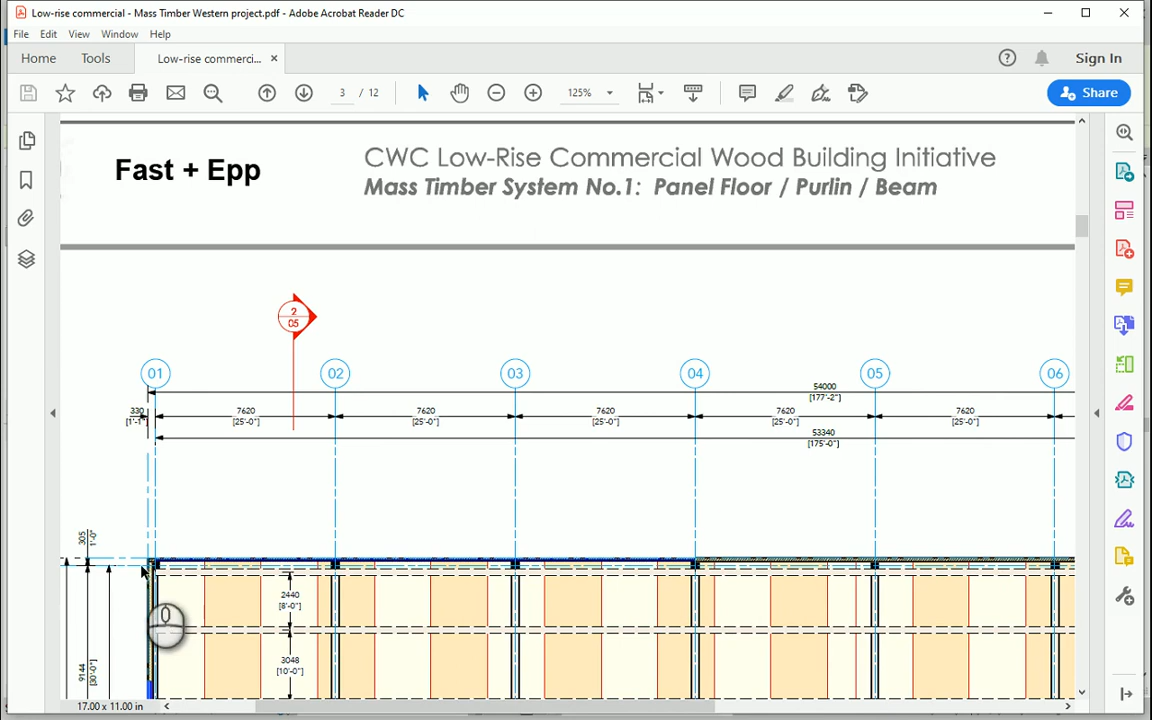 Low-rise commercial - Mass Timber Western project.pdf - Adobe Acrobat Reader DC
File Edit View Window Help
Home Tools Low-rise commerci... ×
Sign In
3 / 12
125%
Share
Fast + Epp
CWC Low-Rise Commercial Wood Building Initiative
Mass Timber System No.1: Panel Floor / Purlin / Beam
2
05
01 02 03 04 05 06
54000
[177'-2"]
330
[1'-1"]
7620
[25'-0"]
7620
[25'-0"]
7620
[25'-0"]
7620
[25'-0"]
7620
[25'-0"]
53340
[175'-0"]
305
1'-0"
2440
[8'-0"]
3048
[10'-0"]
9144
[30'-0"]
17.00 x 11.00 in